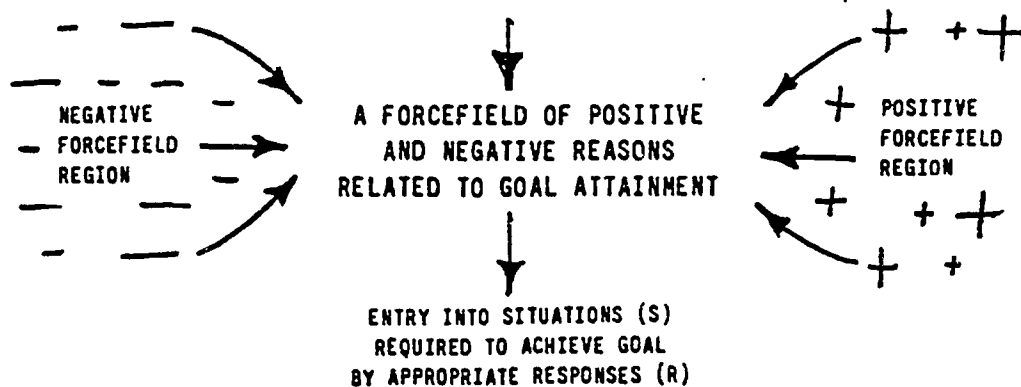 NEGATIVE
FORCEFIELD
REGION
A FORCEFIELD OF POSITIVE
AND NEGATIVE REASONS
RELATED TO GOAL ATTAINMENT
POSITIVE
FORCEFIELD
REGION
ENTRY INTO SITUATIONS (S)
REQUIRED TO ACHIEVE GOAL
BY APPROPRIATE RESPONSES (R)